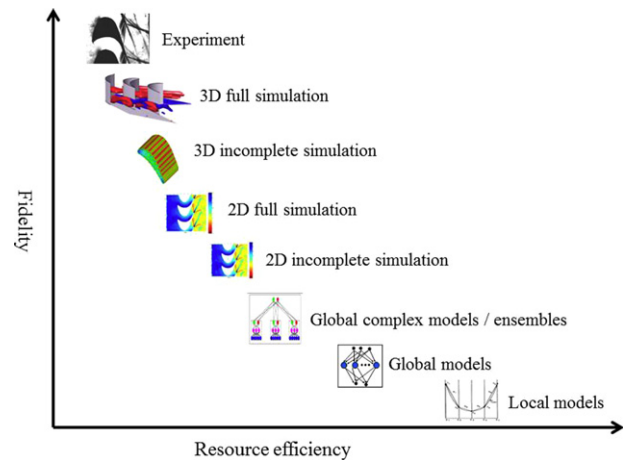 Experiment
3D full simulation
3D incomplete simulation
2D full simulation
2D incomplete simulation
Global complex models / ensembles
Global models
Local models
Fidelity
Resource efficiency